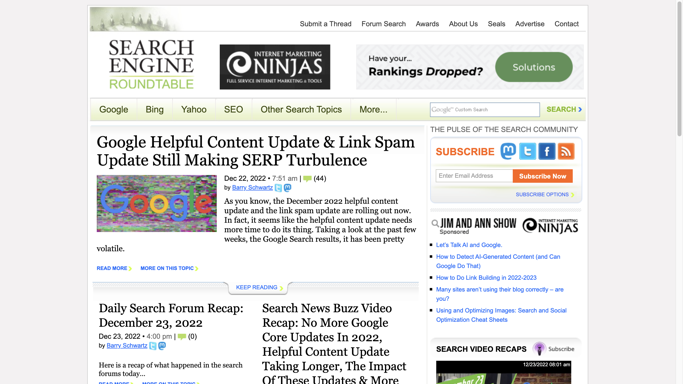 Submit a Thread Forum Search Awards About Us Seals Advertise Contact
SEARCH
ENGINE
ROUNDTABLE
INTERNET MARKETING
NINJAS
FULL SERVICE INTERNET MARKETING & TOOLS
Have your...
Rankings Dropped?
Solutions
Google Bing Yahoo SEO Other Search Topics More...
Google Custom Search
SEARCH
Google Helpful Content Update & Link Spam
Update Still Making SERP Turbulence
Google
Dec 22, 2022 • 7:51 am | (44)
by Barry Schwartz
As you know, the December 2022 helpful
content update and the link spam update are rolling out now.
In fact, it seems like the helpful content update needs
more time to do its thing. Taking a look at the past few
weeks, the Google Search results, it has been pretty
volatile.
READ MORE MORE ON THIS TOPIC
KEEP READING
Daily Search Forum Recap:
December 23, 2022
Dec 23, 2022 • 4:00 pm | (0)
by Barry Schwartz
Here is a recap of what happened in the search
forums today...
READ MORE MORE ON THIS TOPIC
Search News Buzz Video
Recap: No More Google
Core Updates In 2022,
Helpful Content Update
Taking Longer, The Impact
Of These Updates & More
THE PULSE OF THE SEARCH COMMUNITY
SUBSCRIBE
Enter Email Address
Subscribe Now
SUBSCRIBE OPTIONS
JIM AND ANN SHOW
Sponsored
INTERNET MARKETING
NINJAS
Let's Talk AI and Google.
How to Detect AI-Generated Content (and Can
Google Do That)
How to Do Link Building in 2022-2023
Many sites aren't using their blog correctly – are
you?
Using and Optimizing Images: Search and Social
Optimization Cheat Sheets
SEARCH VIDEO RECAPS
Subscribe
12/23/2022 08:01 am